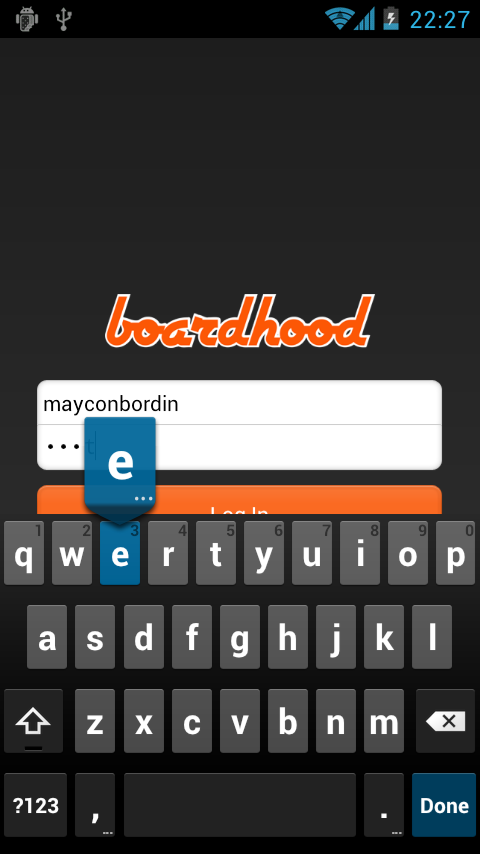 22:27
boardhood
mayconbordin
•••t
e
...
Log In
1 2 3 4 5 6 7 8 9 0
q w e r t y u i o p
a s d f g h j k l
z x c v b n m
?123 , ... . ... Done